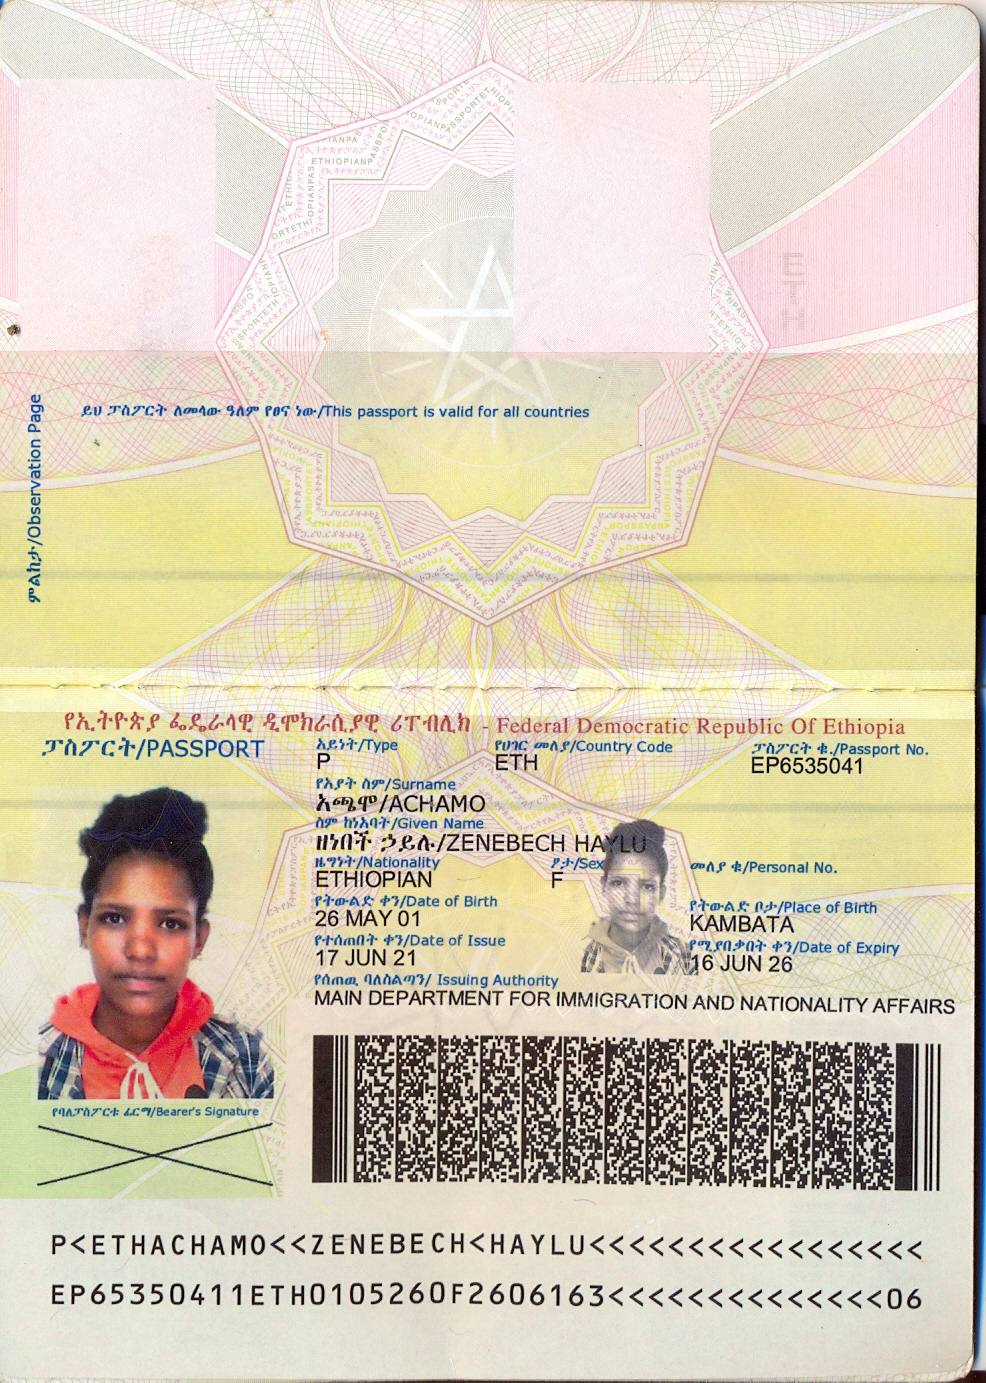 ይህ ፓስፖርት ለመላው ዓለም የፀና ነው/This passport is valid for all countries
ምልከታ/Observation Page
የኢትዮጵያ ፌዴራላዊ ዲሞክራሲያዊ ሪፐብሊክ - Federal Democratic Republic Of Ethiopia
ፓስፖርት/PASSPORT
አይነት/Type
P
የሀገር መለያ/Country Code
ETH
ፓስፖርት ቁ./Passport No.
EP6535041
የአያት ስም/Surname
አጫሞ/ACHAMO
ስም ከነአባት/Given Name
ዘነበች ኃይሉ/ZENEBECH HAYLU
ዜግነት/Nationality
ETHIOPIAN
ፆታ/Sex
F
መለያ ቁ/Personal No.
የትውልድ ቀን/Date of Birth
26 MAY 01
የትውልድ ቦታ/Place of Birth
KAMBATA
የተሰጠበት ቀን/Date of Issue
17 JUN 21
የሚያበቃበት ቀን/Date of Expiry
16 JUN 26
የሰጠዉ ባለስልጣን/ Issuing Authority
MAIN DEPARTMENT FOR IMMIGRATION AND NATIONALITY AFFAIRS
የባለፓስፖርቱ ፊርማ/Bearer's Signature
P<ETHACHAMO<<ZENEBECH<HAYLU<<<<<<<<<<<<<<<<<
EP65350411ETH0105260F2606163<<<<<<<<<<<<<<06